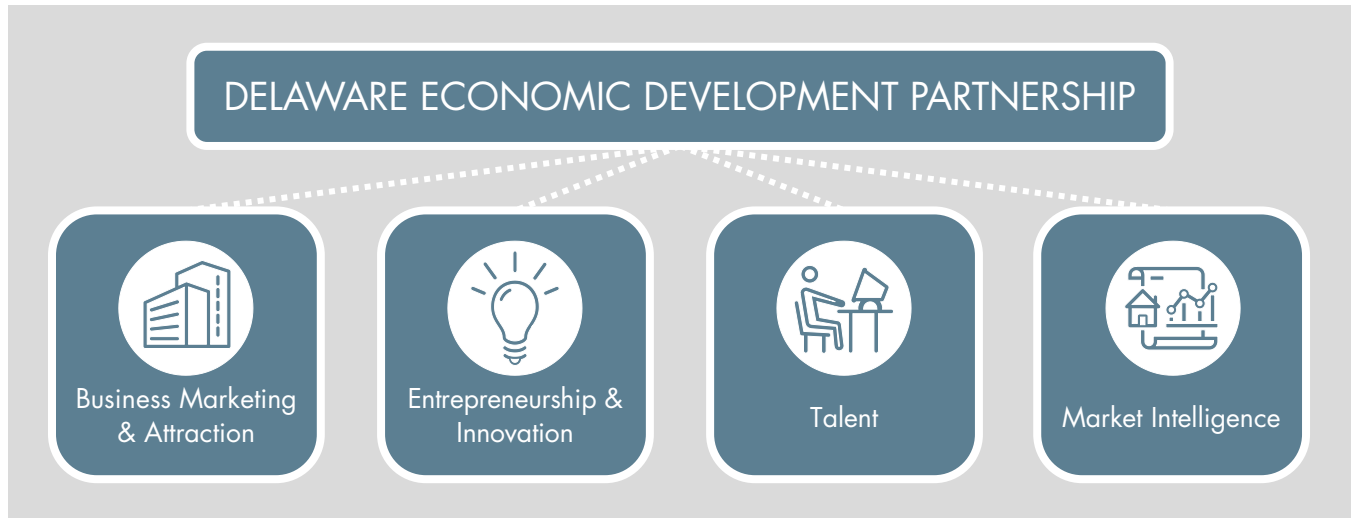 DELAWARE ECONOMIC DEVELOPMENT PARTNERSHIP
Business Marketing
& Attraction
Entrepreneurship &
Innovation
Talent
Market Intelligence